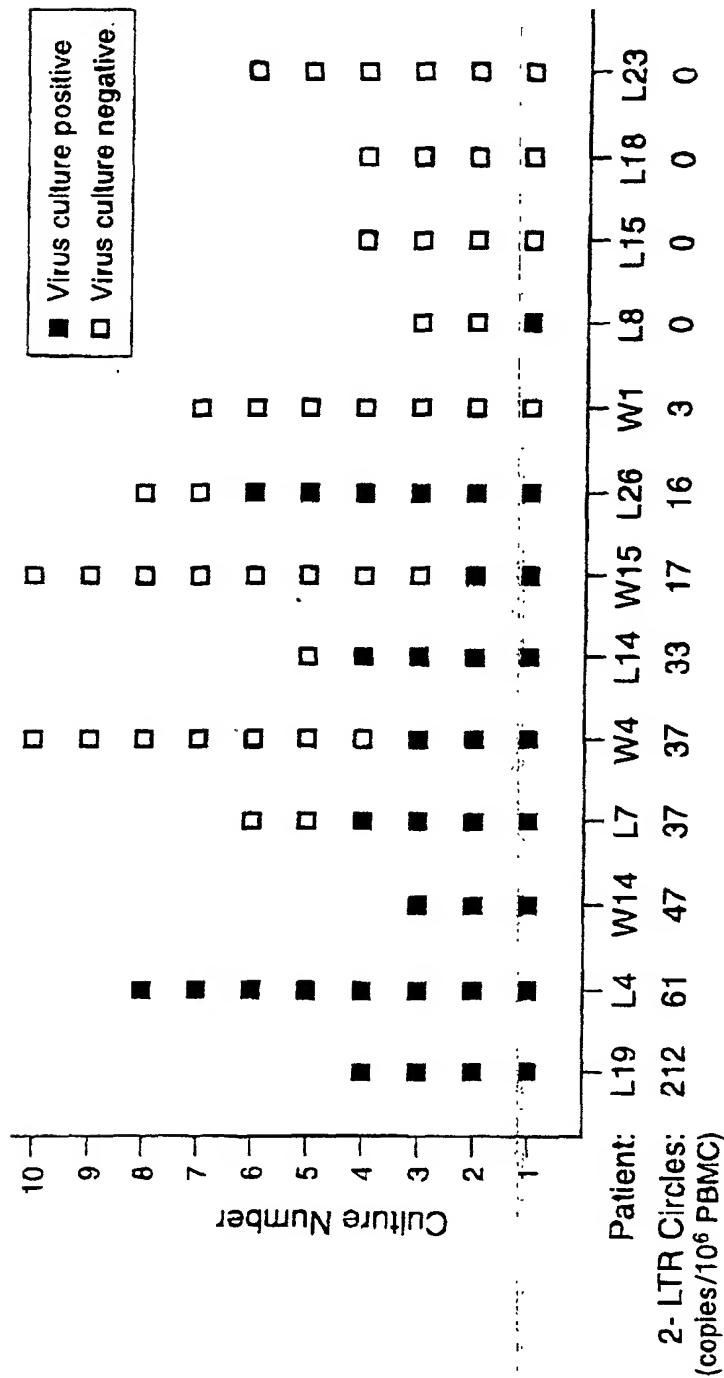 ■ Virus culture positive
□ Virus culture negative.
Culture Number
10
9
8
7
6
5
4
3
2
1
Patient: L19 L4 W14 L7 W4 L14 W15 L26 W1 L8 L15 L18 L23
2- LTR Circles: 212 61 47 37 37 33 17 16 3 0 0 0 0
(copies/10⁶ PBMC)